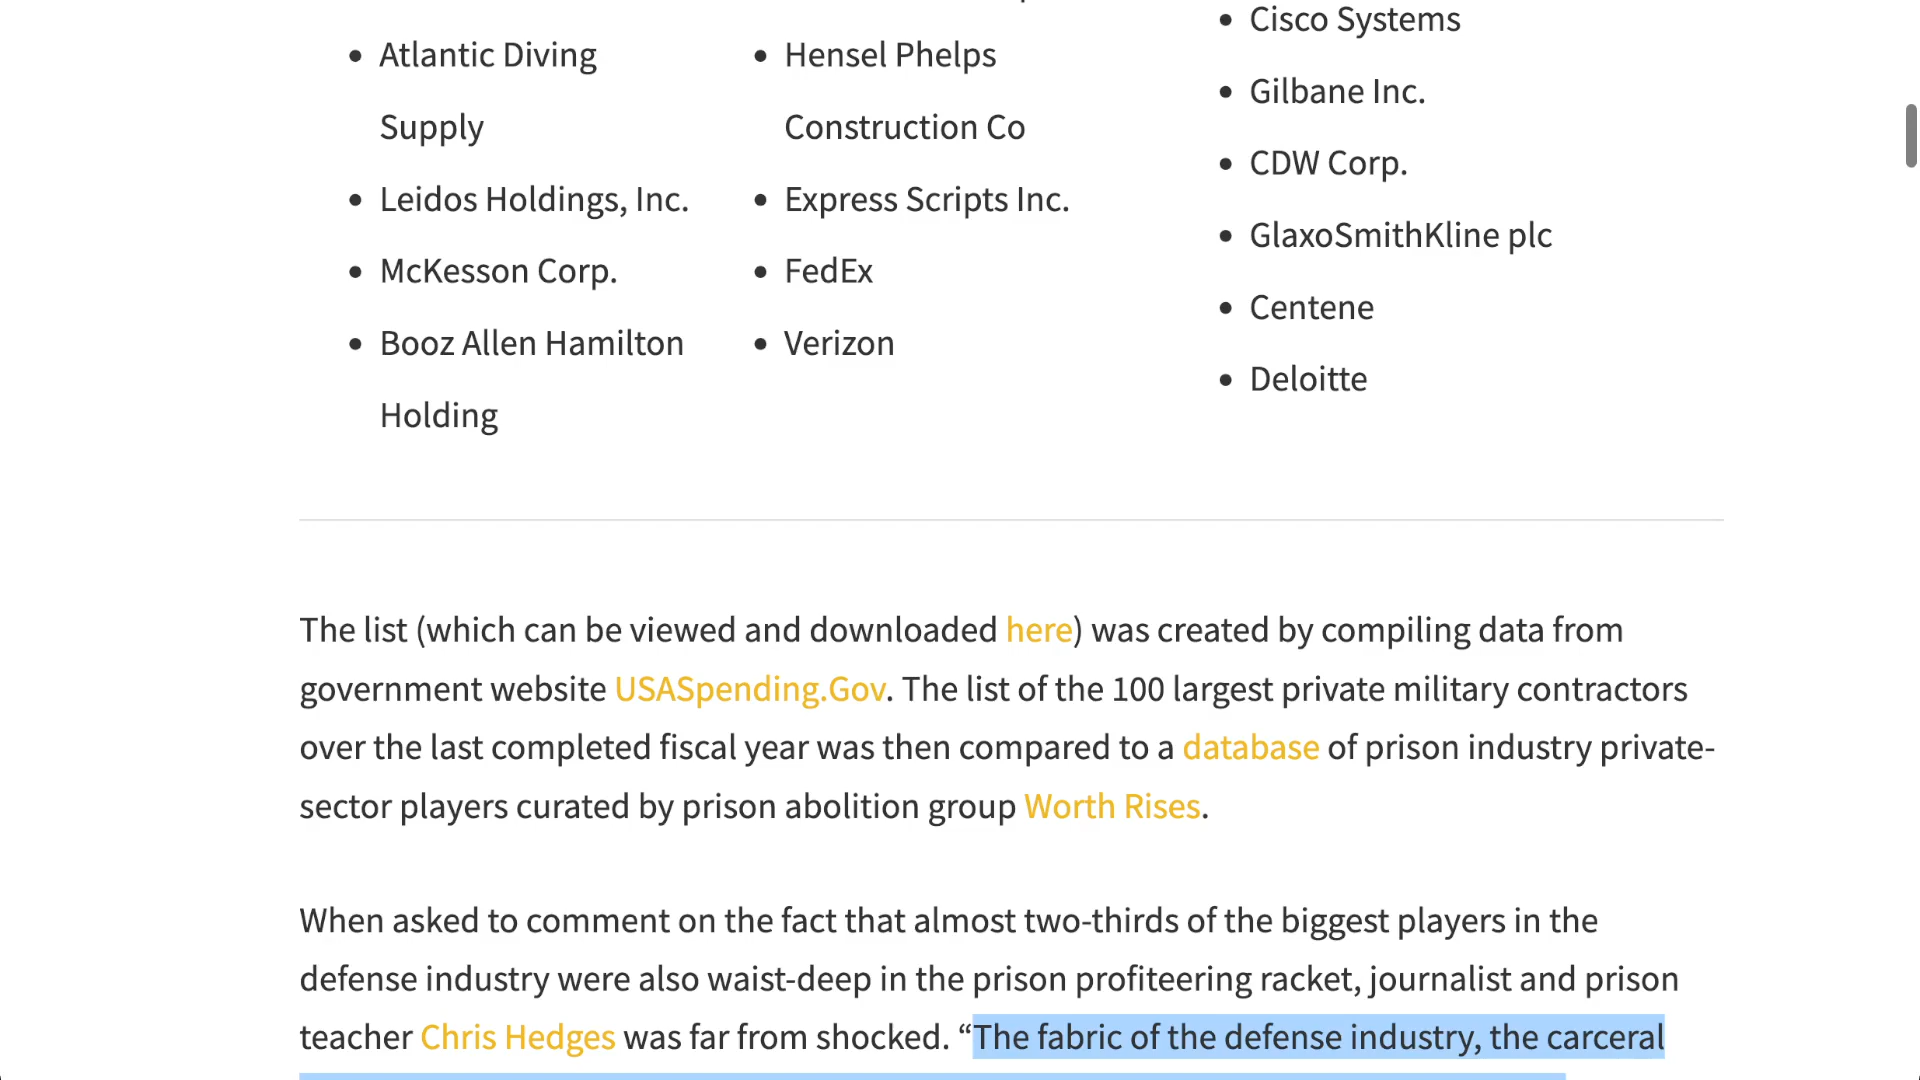 Atlantic Diving
Supply
Leidos Holdings, Inc.
McKesson Corp.
Booz Allen Hamilton
Holding
Hensel Phelps
Construction Co
Express Scripts Inc.
FedEx
Verizon
Cisco Systems
Gilbane Inc.
CDW Corp.
GlaxoSmithKline plc
Centene
Deloitte
The list (which can be viewed and downloaded here) was created by compiling data from
government website USASpending.Gov. The list of the 100 largest private military contractors
over the last completed fiscal year was then compared to a database of prison industry private-
sector players curated by prison abolition group Worth Rises.
When asked to comment on the fact that almost two-thirds of the biggest players in the
defense industry were also waist-deep in the prison profiteering racket, journalist and prison
teacher Chris Hedges was far from shocked. “The fabric of the defense industry, the carceral